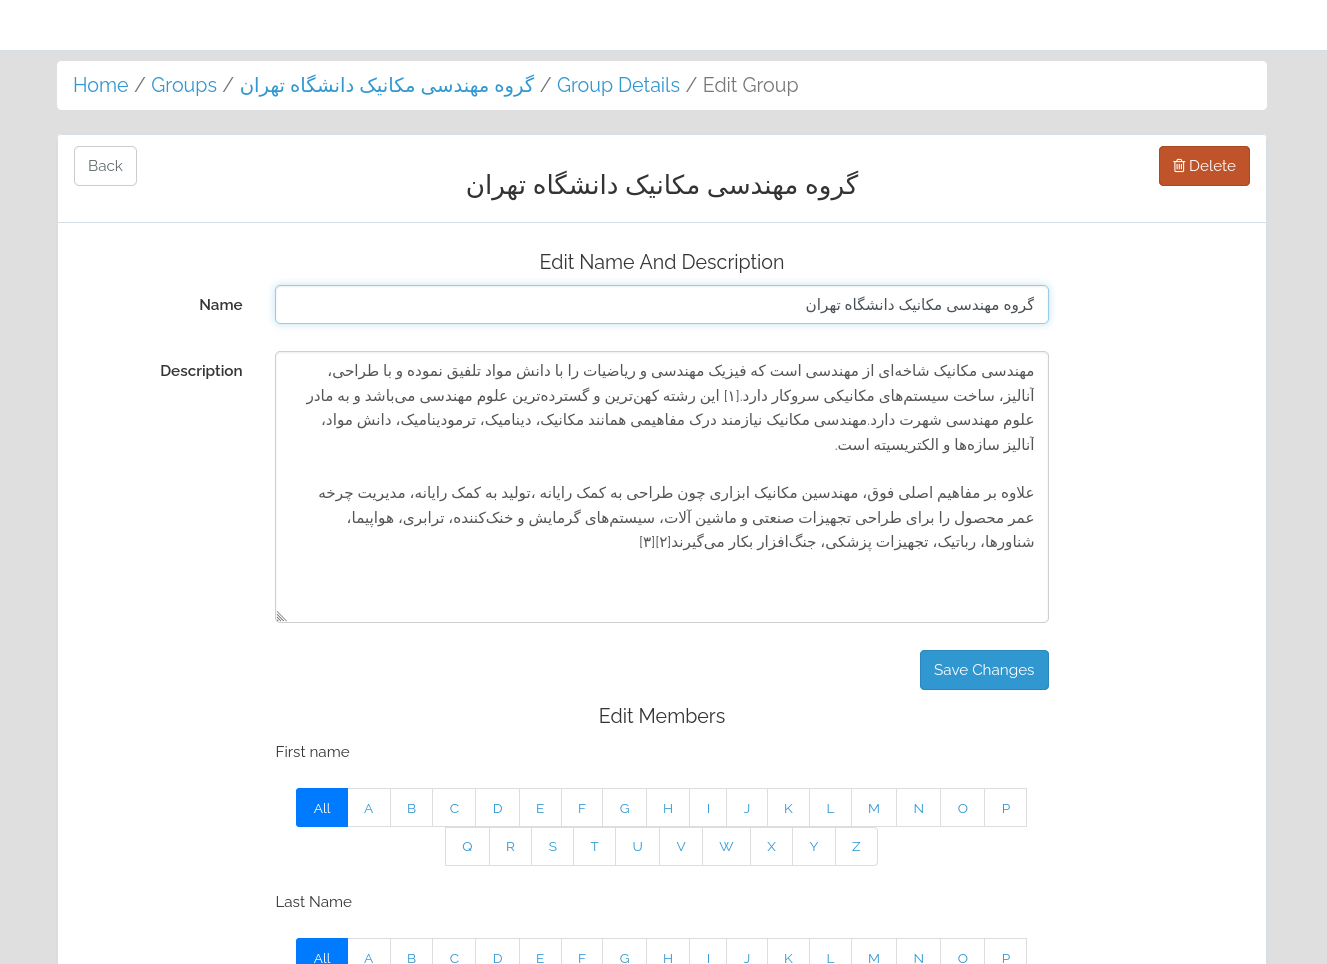 Home / Groups / گروه مهندسی مکانیک دانشگاه تهران / Group Details / Edit Group
Back
گروه مهندسی مکانیک دانشگاه تهران
Delete
Edit Name And Description
Name
گروه مهندسی مکانیک دانشگاه تهران
Description
مهندسی مکانیک شاخه‌ای از مهندسی است که فیزیک مهندسی و ریاضیات را با دانش مواد تلفیق نموده و با طراحی،
آنالیز، ساخت سیستم‌های مکانیکی سروکار دارد.[۱] این رشته کهن‌ترین و گسترده‌ترین علوم مهندسی می‌باشد و به مادر
علوم مهندسی شهرت دارد.مهندسی مکانیک نیازمند درک مفاهیمی همانند مکانیک، دینامیک، ترمودینامیک، دانش مواد،
آنالیز سازه‌ها و الکتریسیته است.
علاوه بر مفاهیم اصلی فوق، مهندسین مکانیک ابزاری چون طراحی به کمک رایانه ،تولید به کمک رایانه، مدیریت چرخه
عمر محصول را برای طراحی تجهیزات صنعتی و ماشین آلات، سیستم‌های گرمایش و خنک‌کننده، ترابری، هواپیما،
شناورها، رباتیک، تجهیزات پزشکی، جنگ‌افزار بکار می‌گیرند[۲][۳]
Save Changes
Edit Members
First name
All A B C D E F G H I J K L M N O P
Q R S T U V W X Y Z
Last Name
All A B C D E F G H I J K L M N O P